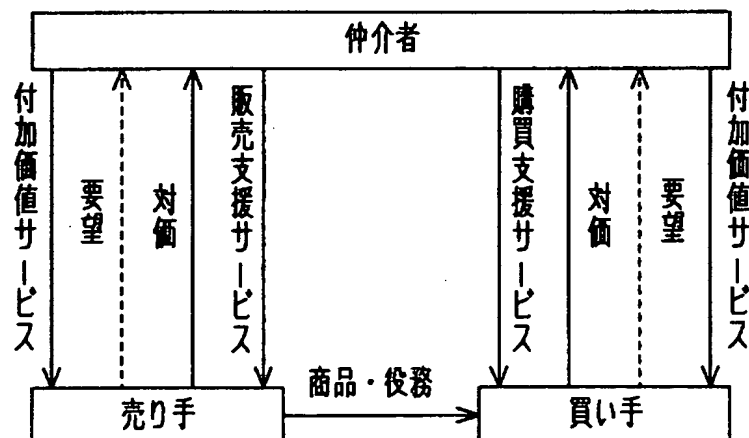 仲介者
付加価値サービス
要望
対価
販売支援サービス
購買支援サービス
対価
要望
付加価値サービス
商品・役務
売り手
買い手